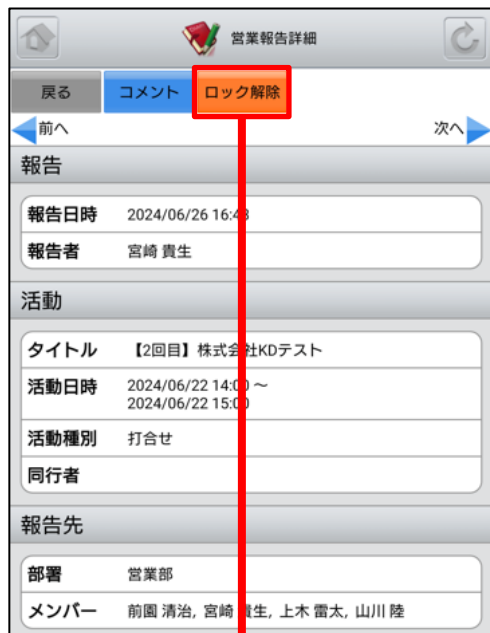 営業報告詳細
戻る コメント ロック解除
前へ 次へ
報告
報告日時 2024/06/26 16:43
報告者 宮崎 貴生
活動
タイトル 【2回目】株式会社KDテスト
活動日時 2024/06/22 14:00 ~
2024/06/22 15:00
活動種別 打合せ
同行者
報告先
部署 営業部
メンバー 前園 清治, 宮崎 貴生, 上木 雷太, 山川 陸